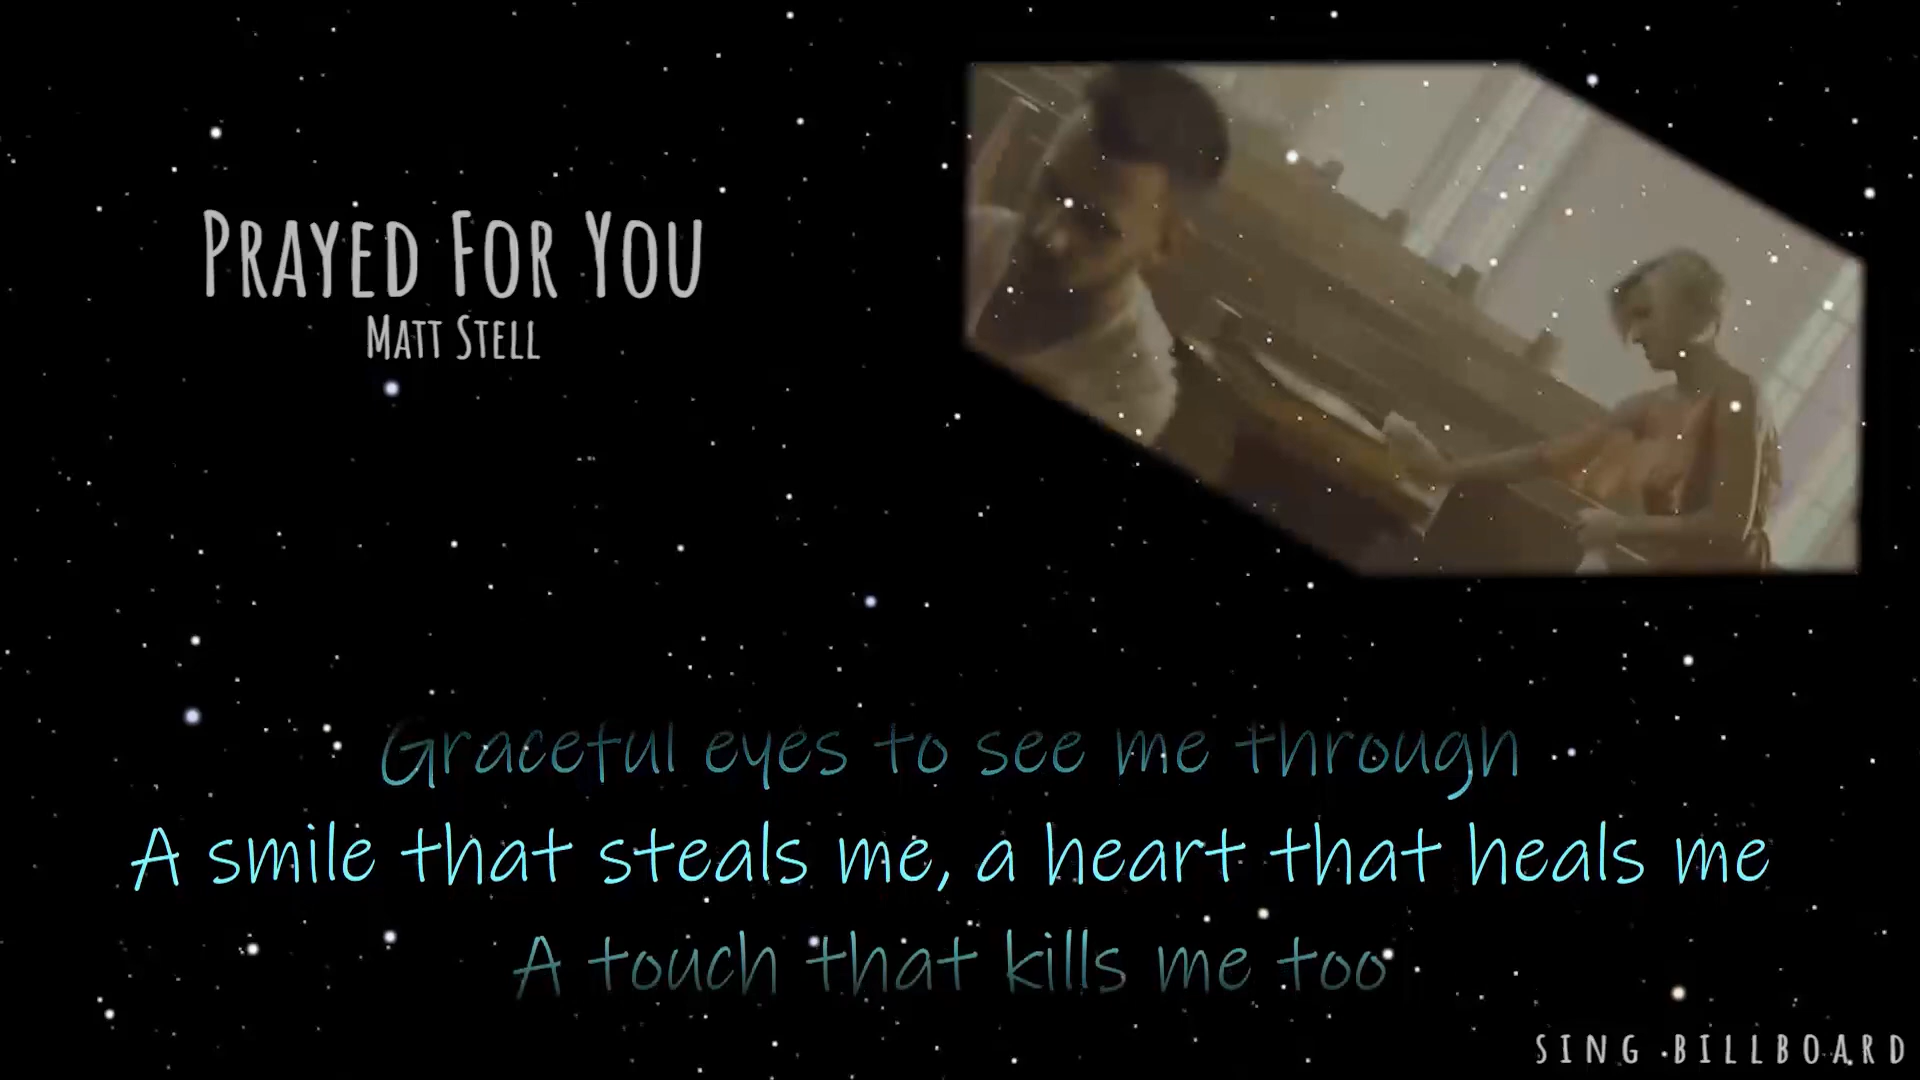 Prayed For You
Matt Stell
Graceful eyes to see me through
A smile that steals me, a heart that heals me
A touch that kills me too
SING BILLBOARD